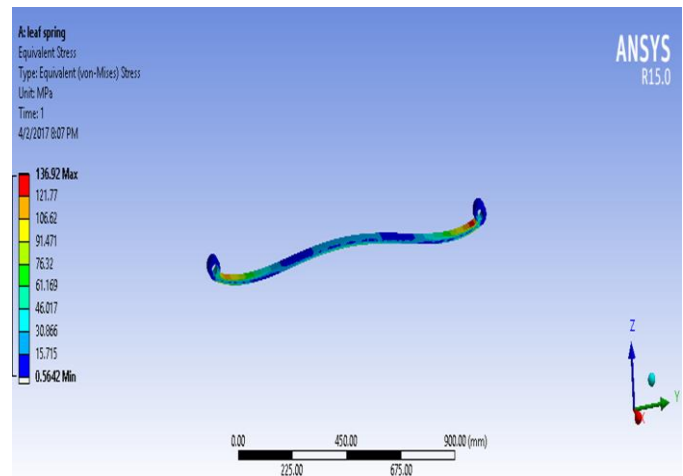 A: leaf spring
Equivalent Stress
Type: Equivalent (von-Mises) Stress
Unit: MPa
Time: 1
4/2/2017 8:07 PM
ANSYS
R15.0
136.92 Max
121.77
106.62
91.471
76.32
61.169
46.017
30.866
15.715
0.5642 Min
Z
Y
0.00 450.00 900.00 (mm)
225.00 675.00